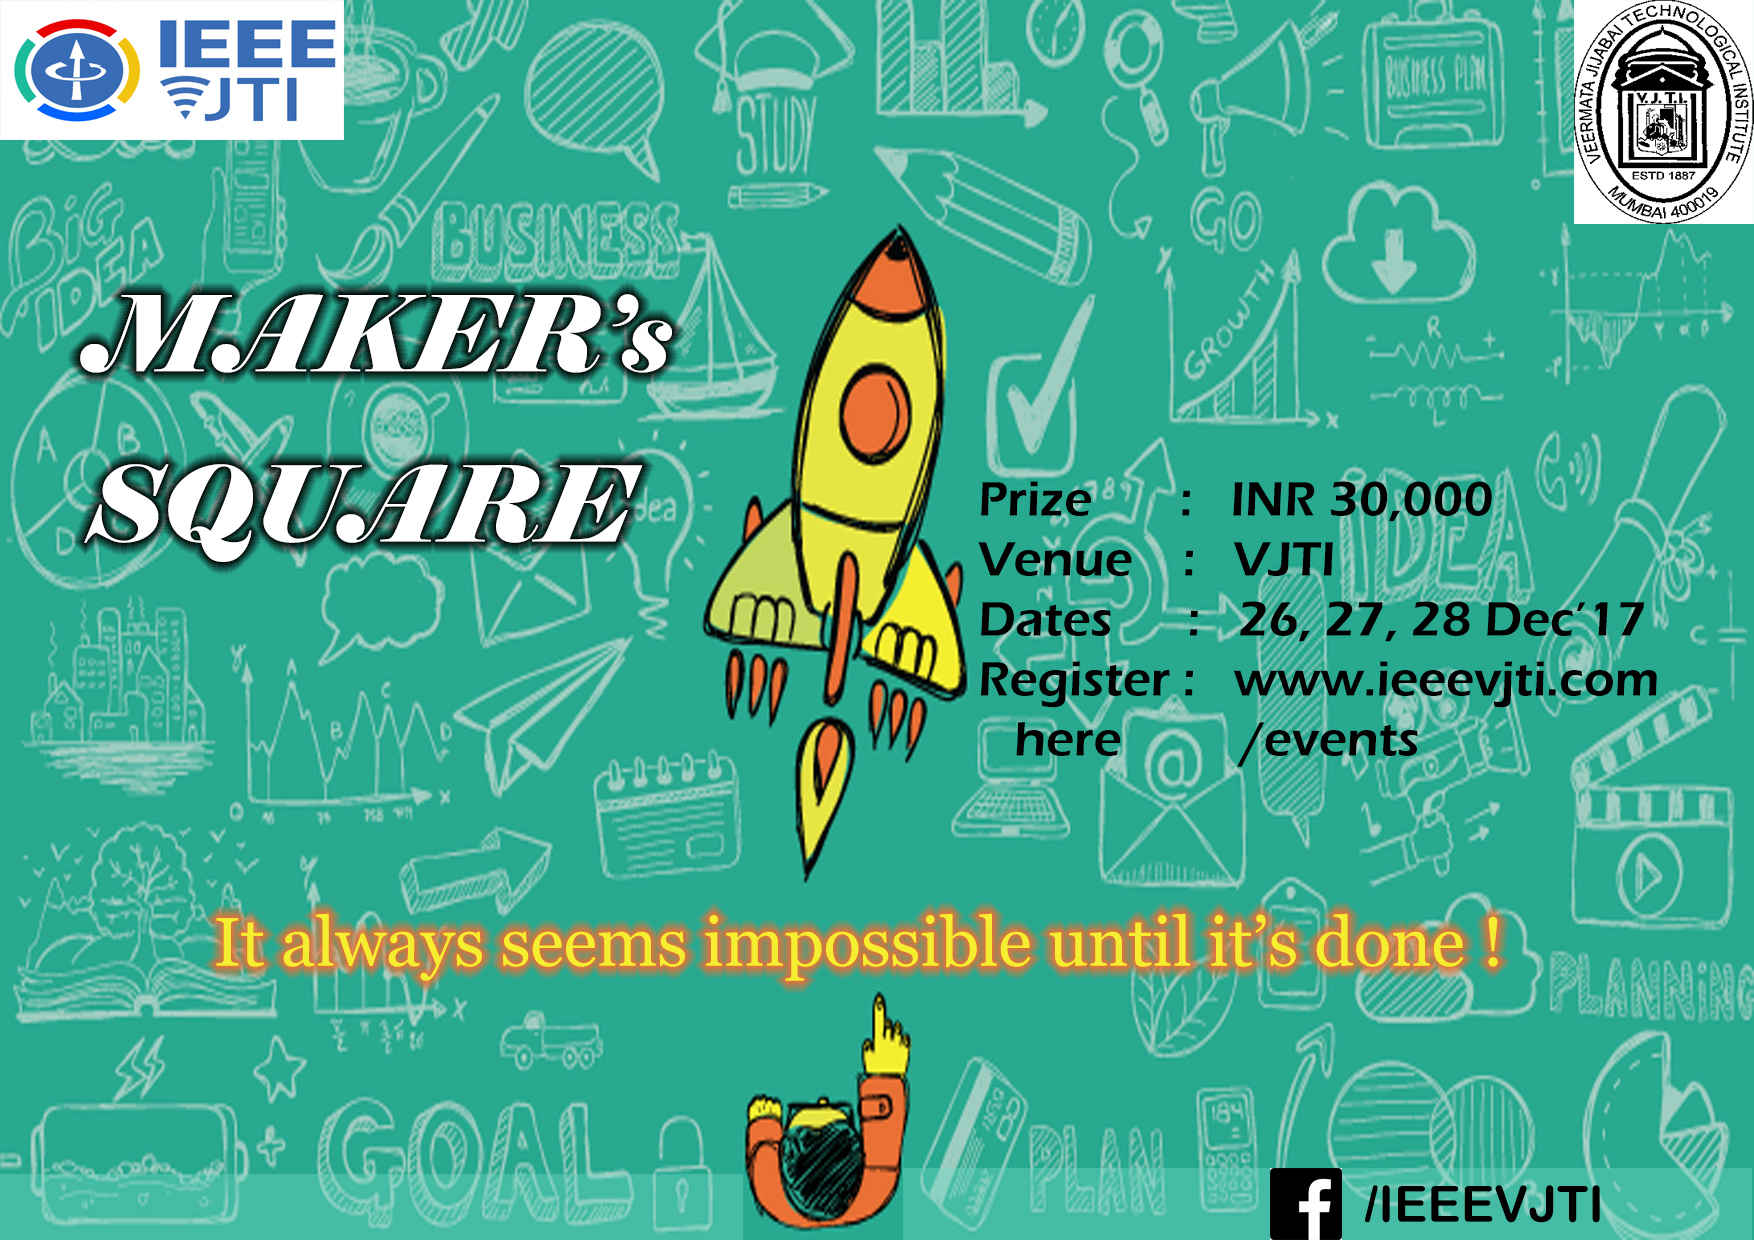 IEEE
VJTI
VEERMATA JIJABAI TECHNOLOGICAL INSTITUTE
V.J.T.I.
ESTD 1887
MUMBAI 400019
STUDY
BUSINESS PLAN
GO
BiG
IDEA
BUSINESS
GROWTH
x
R
L
MAKER's
SQUARE
A
B
D
idea
IDEA
Prize : INR 30,000
Venue : VJTI
Dates : 26, 27, 28 Dec'17
Register : www.ieeevjti.com
here /events
C
y
A
B
C
D
x
@
It always seems impossible until it's done !
PLANNiNG
GOAL
PLAN
184
f /IEEEVJTI